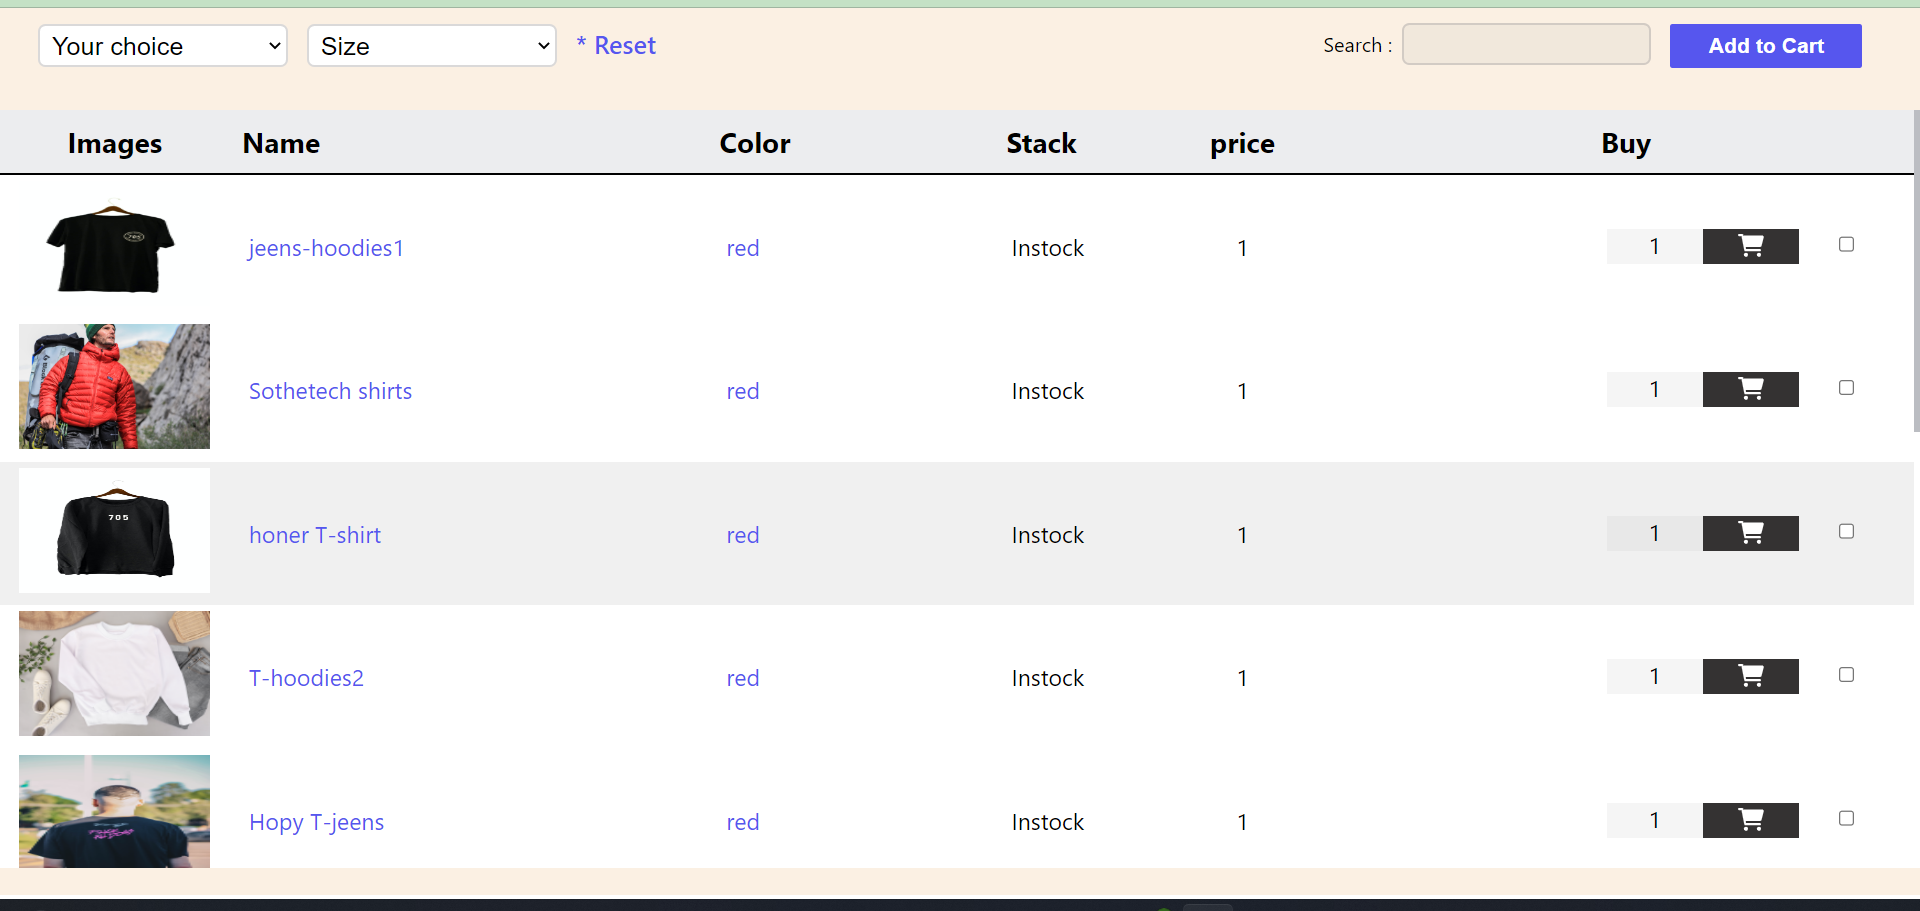 Your choice Size * Reset Search : Add to Cart
Images Name Color Stack price Buy
705
jeens-hoodies1 red Instock 1 1
Sothetech shirts red Instock 1 1
705
honer T-shirt red Instock 1 1
T-hoodies2 red Instock 1 1
Hopy T-jeens red Instock 1 1